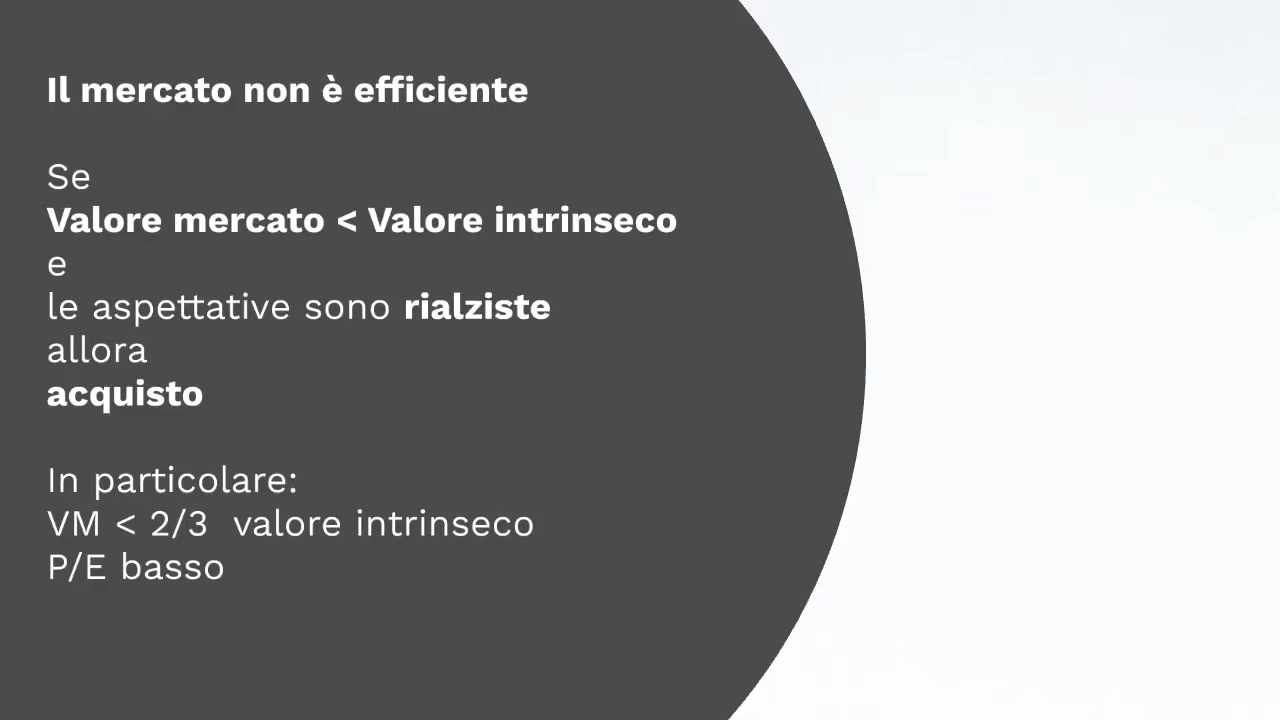 Il mercato non è efficiente
Se
Valore mercato < Valore intrinseco
e
le aspettative sono rialziste
allora
acquisto
In particolare:
VM < 2/3 valore intrinseco
P/E basso